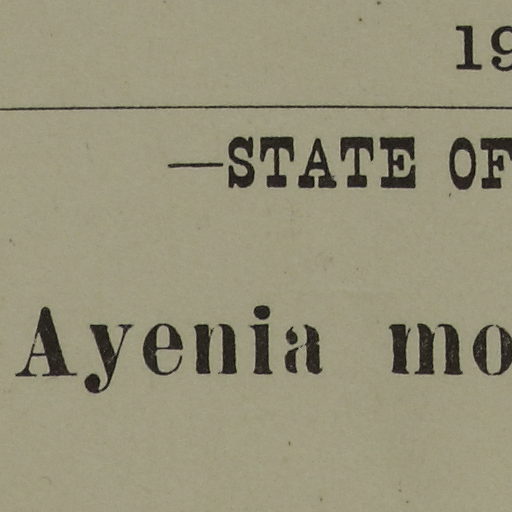 19
—STATE OF
Ayenia mo